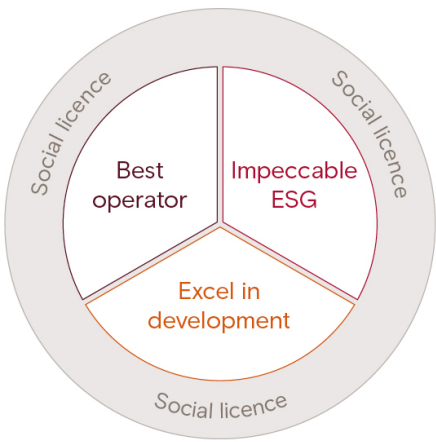 Social licence
Social licence
Best
operator
Impeccable
ESG
Excel in
development
Social licence